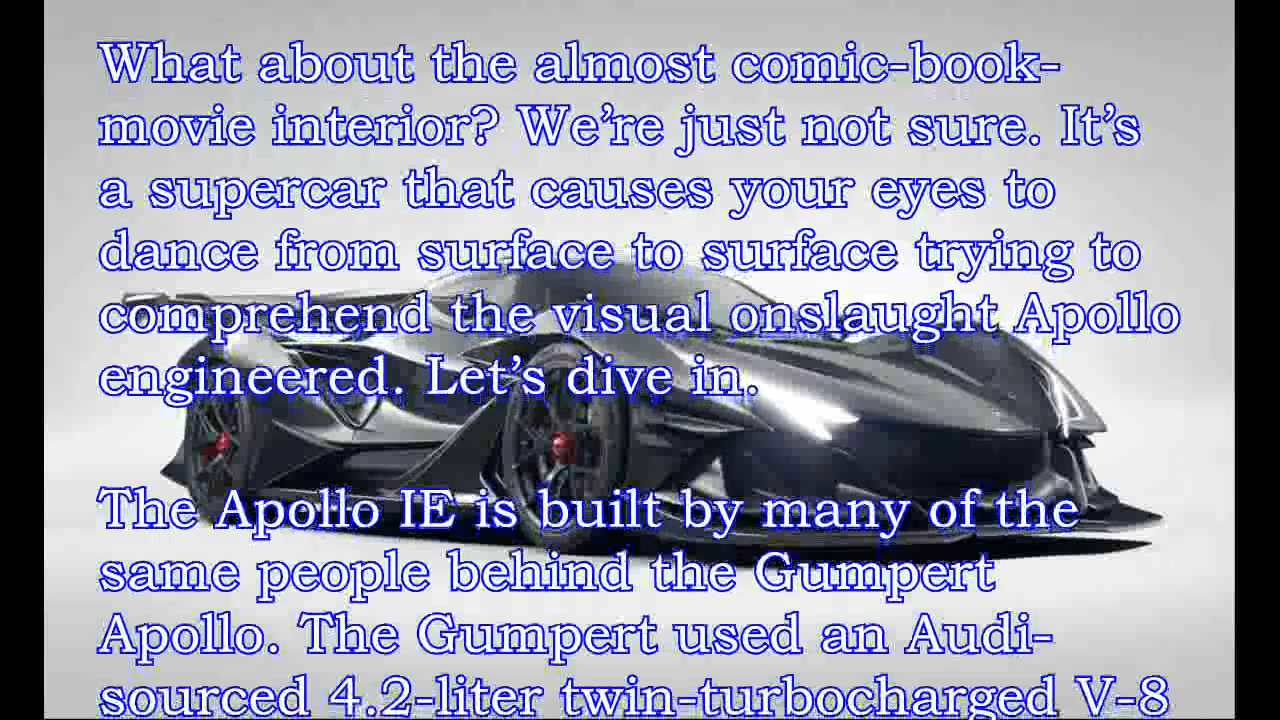 What about the almost comic-book-
movie interior? We’re just not sure. It’s
a supercar that causes your eyes to
dance from surface to surface trying to
comprehend the visual onslaught Apollo
engineered. Let’s dive in.
The Apollo IE is built by many of the
same people behind the Gumpert
Apollo. The Gumpert used an Audi-
sourced 4.2-liter twin-turbocharged V-8